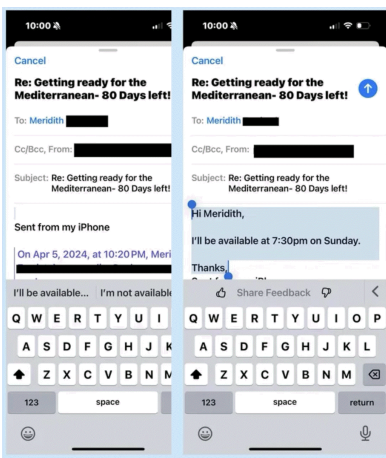 10:00
Cancel
Re: Getting ready for the
Mediterranean- 80 Days left!
To: Meridith
Cc/Bcc, From:
Subject: Re: Getting ready for the
Mediterranean- 80 Days left!
Sent from my iPhone
On Apr 5, 2024, at 10:20 PM, Meri
I'll be available... I'm not available
Q W E R T Y U I
A S D F G H J K
Z X C V B N M
123 space
10:00
Cancel
Re: Getting ready for the
Mediterranean- 80 Days left!
To: Meridith
Cc/Bcc, From:
Subject: Re: Getting ready for the
Mediterranean- 80 Days left!
Hi Meridith,
I'll be available at 7:30pm on Sunday.
Thanks,
Share Feedback
Q W E R T Y U I O P
A S D F G H J K L
Z X C V B N M
123 space return